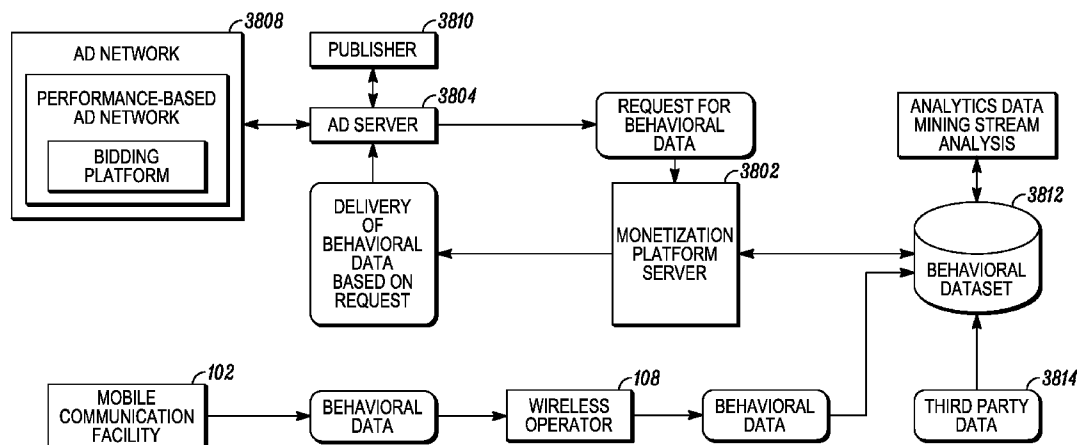 3808
AD NETWORK
PERFORMANCE-BASED
AD NETWORK
BIDDING
PLATFORM
3810
PUBLISHER
3804
AD SERVER
REQUEST FOR
BEHAVIORAL
DATA
ANALYTICS DATA
MINING STREAM
ANALYSIS
DELIVERY
OF
BEHAVIORAL
DATA
BASED ON
REQUEST
3802
MONETIZATION
PLATFORM
SERVER
3812
BEHAVIORAL
DATASET
102
MOBILE
COMMUNICATION
FACILITY
BEHAVIORAL
DATA
108
WIRELESS
OPERATOR
BEHAVIORAL
DATA
3814
THIRD PARTY
DATA